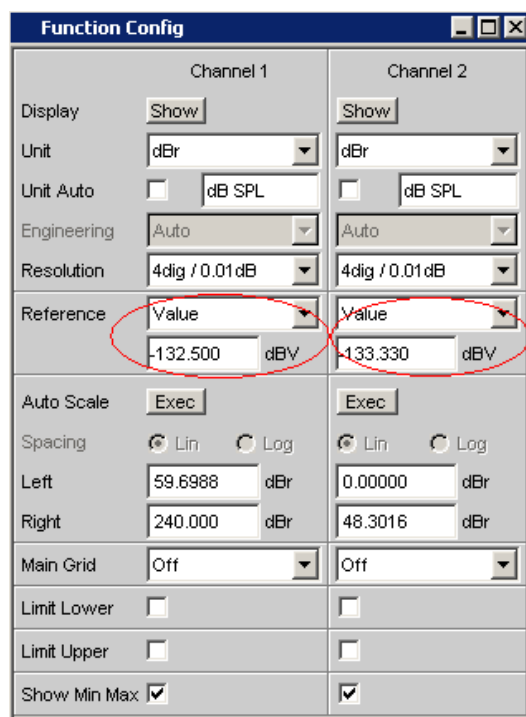 Function Config
Channel 1 Channel 2
Display Show Show
Unit dBr dBr
Unit Auto dB SPL dB SPL
Engineering Auto Auto
Resolution 4dig / 0.01dB 4dig / 0.01dB
Reference Value Value
-132.500 dBV -133.330 dBV
Auto Scale Exec Exec
Spacing Lin Log Lin Log
Left 59.6988 dBr 0.00000 dBr
Right 240.000 dBr 48.3016 dBr
Main Grid Off Off
Limit Lower
Limit Upper
Show Min Max